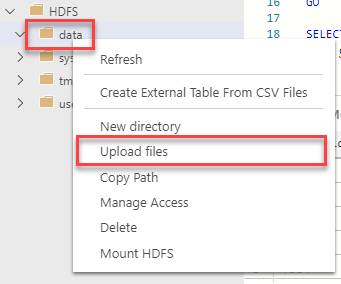 HDFS
data
sys
tm
use
Refresh
Create External Table From CSV Files
New directory
Upload files
Copy Path
Manage Access
Delete
Mount HDFS
16 GO
17
18 SELECT
S